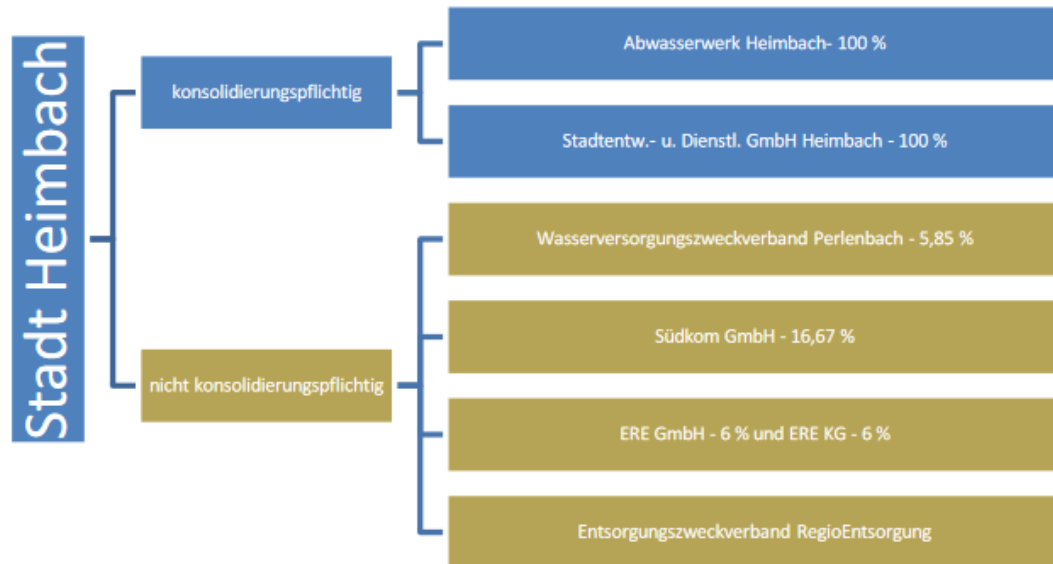 Stadt Heimbach
konsolidierungspflichtig
Abwasserwerk Heimbach- 100 %
Stadtentw.- u. Dienstl. GmbH Heimbach - 100 %
nicht konsolidierungspflichtig
Wasserversorgungszweckverband Perlenbach - 5,85 %
Südkom GmbH - 16,67 %
ERE GmbH - 6 % und ERE KG - 6 %
Entsorgungszweckverband RegioEntsorgung